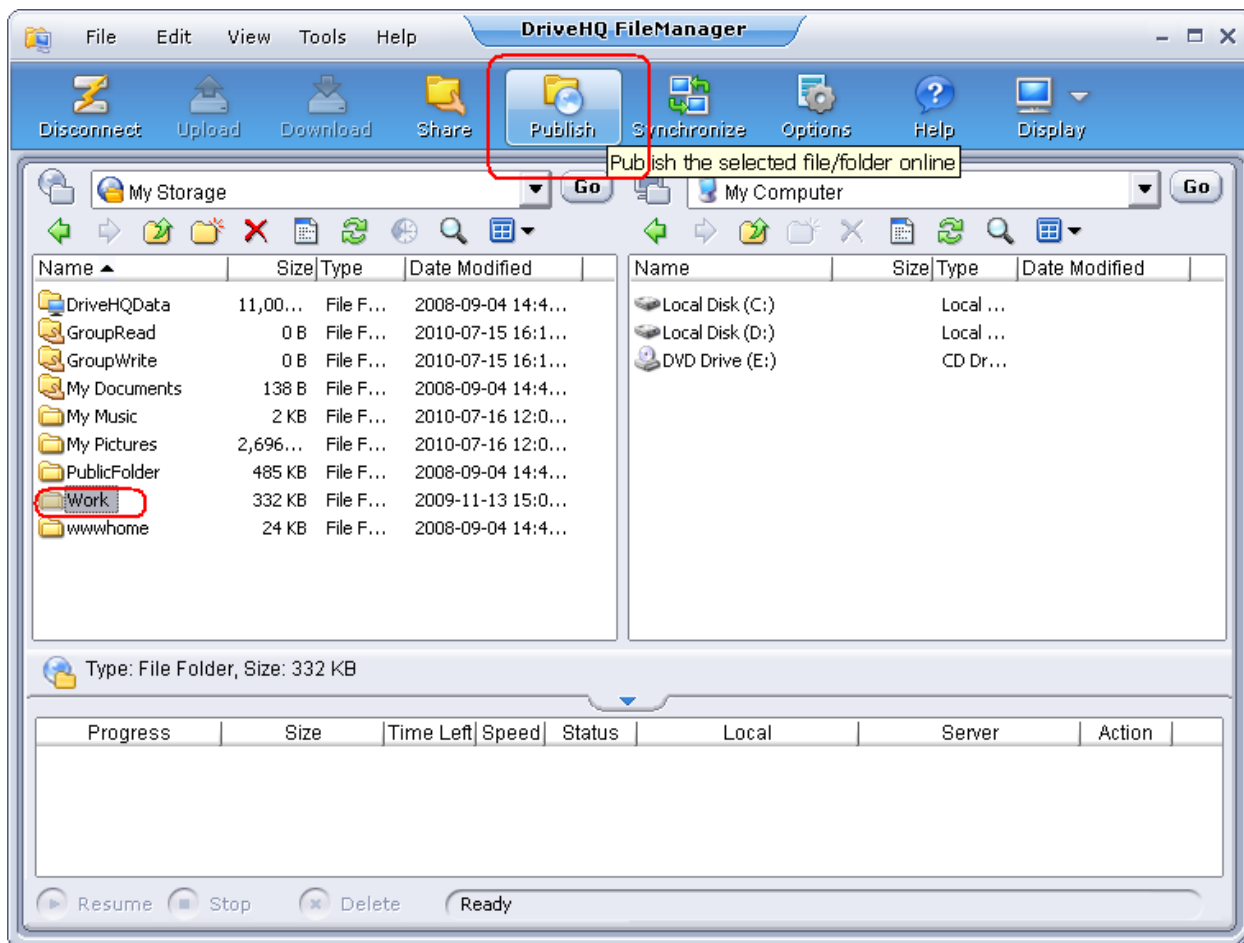 DriveHQ FileManager
File Edit View Tools Help
Disconnect Upload Download Share Publish Synchronize Options Help Display
Publish the selected file/folder online
My Storage Go My Computer Go
Name Size Type Date Modified Name Size Type Date Modified
DriveHQData 11,00... File F... 2008-09-04 14:4... Local Disk (C:) Local ...
GroupRead 0 B File F... 2010-07-15 16:1... Local Disk (D:) Local ...
GroupWrite 0 B File F... 2010-07-15 16:1... DVD Drive (E:) CD Dr...
My Documents 138 B File F... 2008-09-04 14:4...
My Music 2 KB File F... 2010-07-16 12:0...
My Pictures 2,696... File F... 2010-07-16 12:0...
PublicFolder 485 KB File F... 2008-09-04 14:4...
Work 332 KB File F... 2009-11-13 15:0...
wwwhome 24 KB File F... 2008-09-04 14:4...
Type: File Folder, Size: 332 KB
Progress Size Time Left Speed Status Local Server Action
Resume Stop Delete Ready